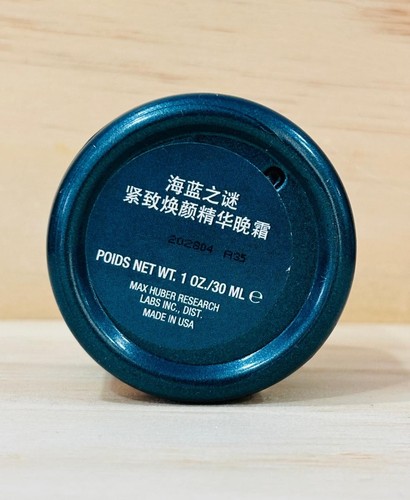 海蓝之谜
紧致焕颜精华晚霜
202804 A35
POIDS NET WT. 1 OZ./30 ML ℮
MAX HUBER RESEARCH
LABS INC., DIST.
MADE IN USA